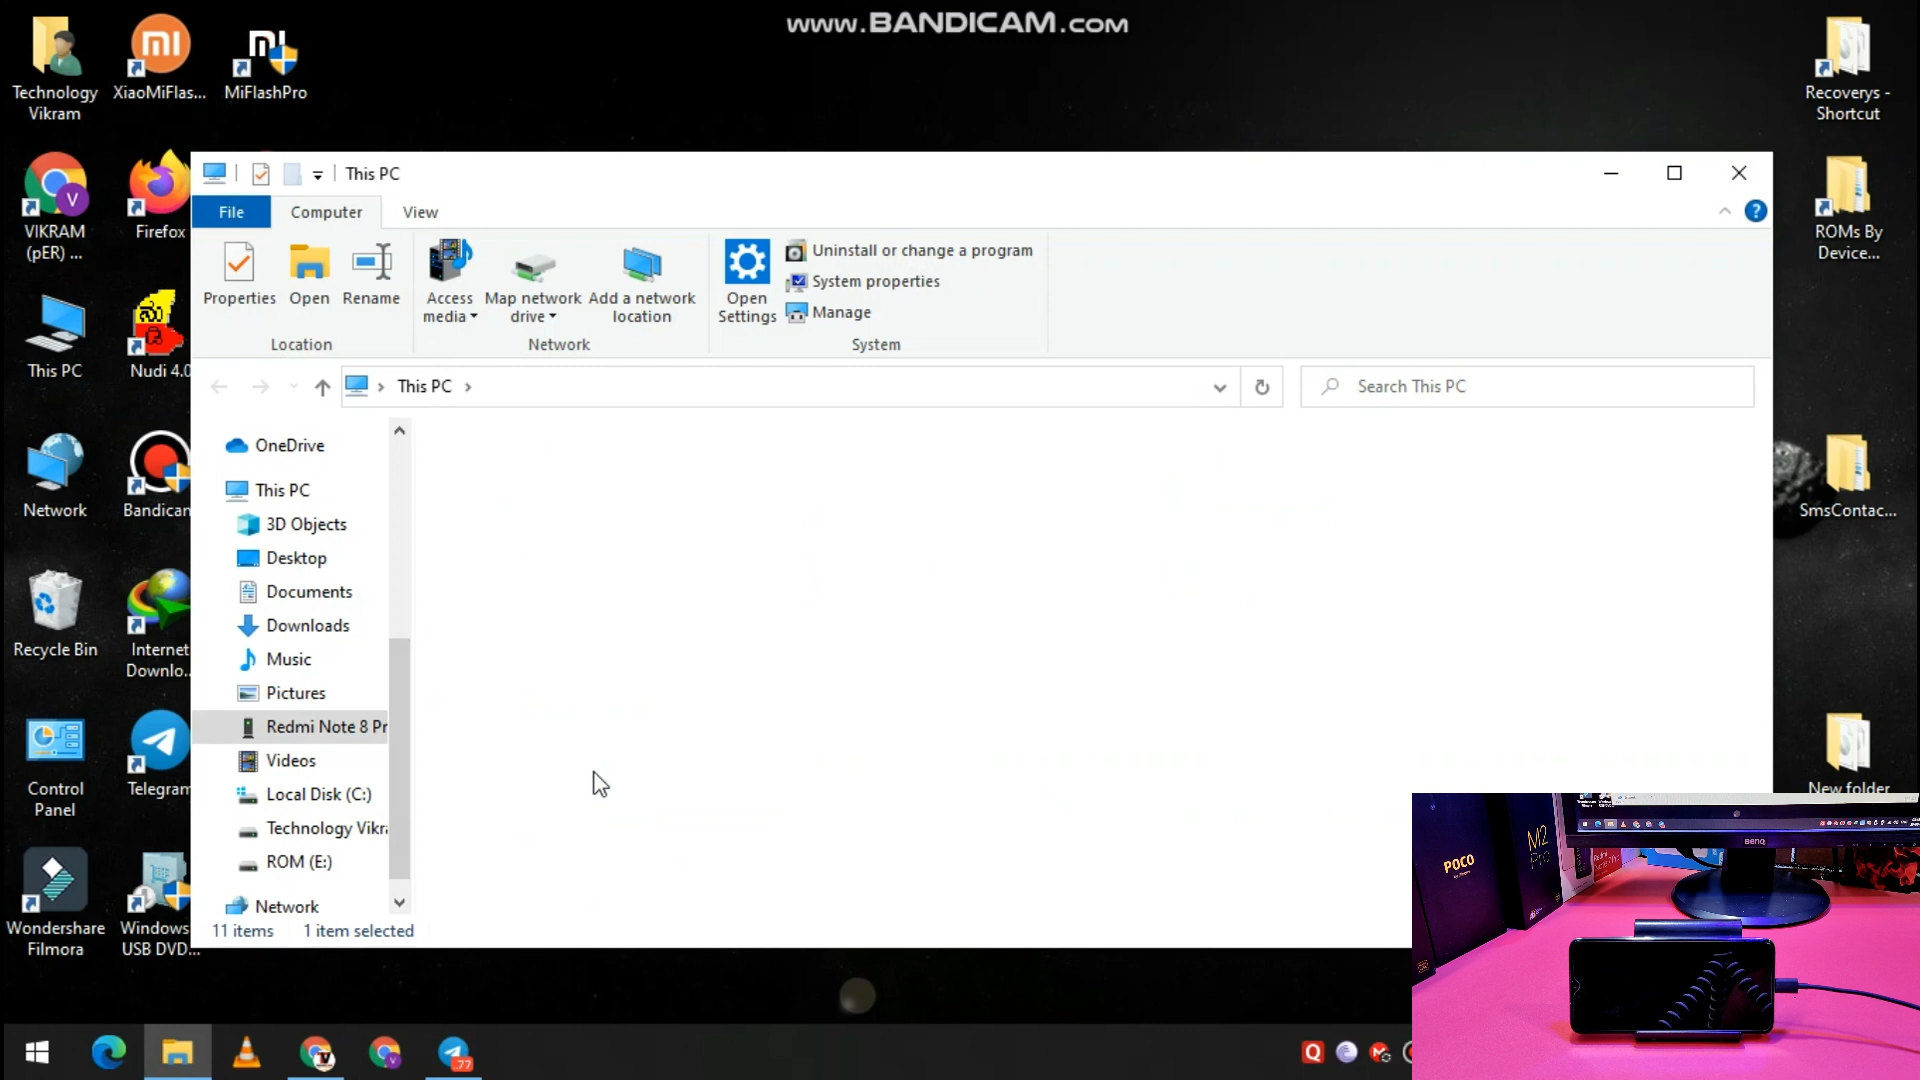 www.BANDICAM.com
Technology
Vikram
XiaoMiFlas...
MiFlashPro
Recoverys -
Shortcut
This PC
File
Computer
View
Properties
Open
Rename
Location
Access
media
Map network
drive
Add a network
location
Network
Open
Settings
Uninstall or change a program
System properties
Manage
System
This PC
Search This PC
OneDrive
This PC
3D Objects
Desktop
Documents
Downloads
Music
Pictures
Redmi Note 8 Pr
Videos
Local Disk (C:)
Technology Vikr
ROM (E:)
Network
11 items
1 item selected
VIKRAM
(pER) ...
Firefox
This PC
Nudi 4.0
Network
Bandican
Recycle Bin
Internet
Downlo...
Control
Panel
Telegram
Wondershare
Filmora
Windows
USB DVD...
ROMs By
Device...
SmsContac...
New folder
77
POCO
M2
Pro
BenQ